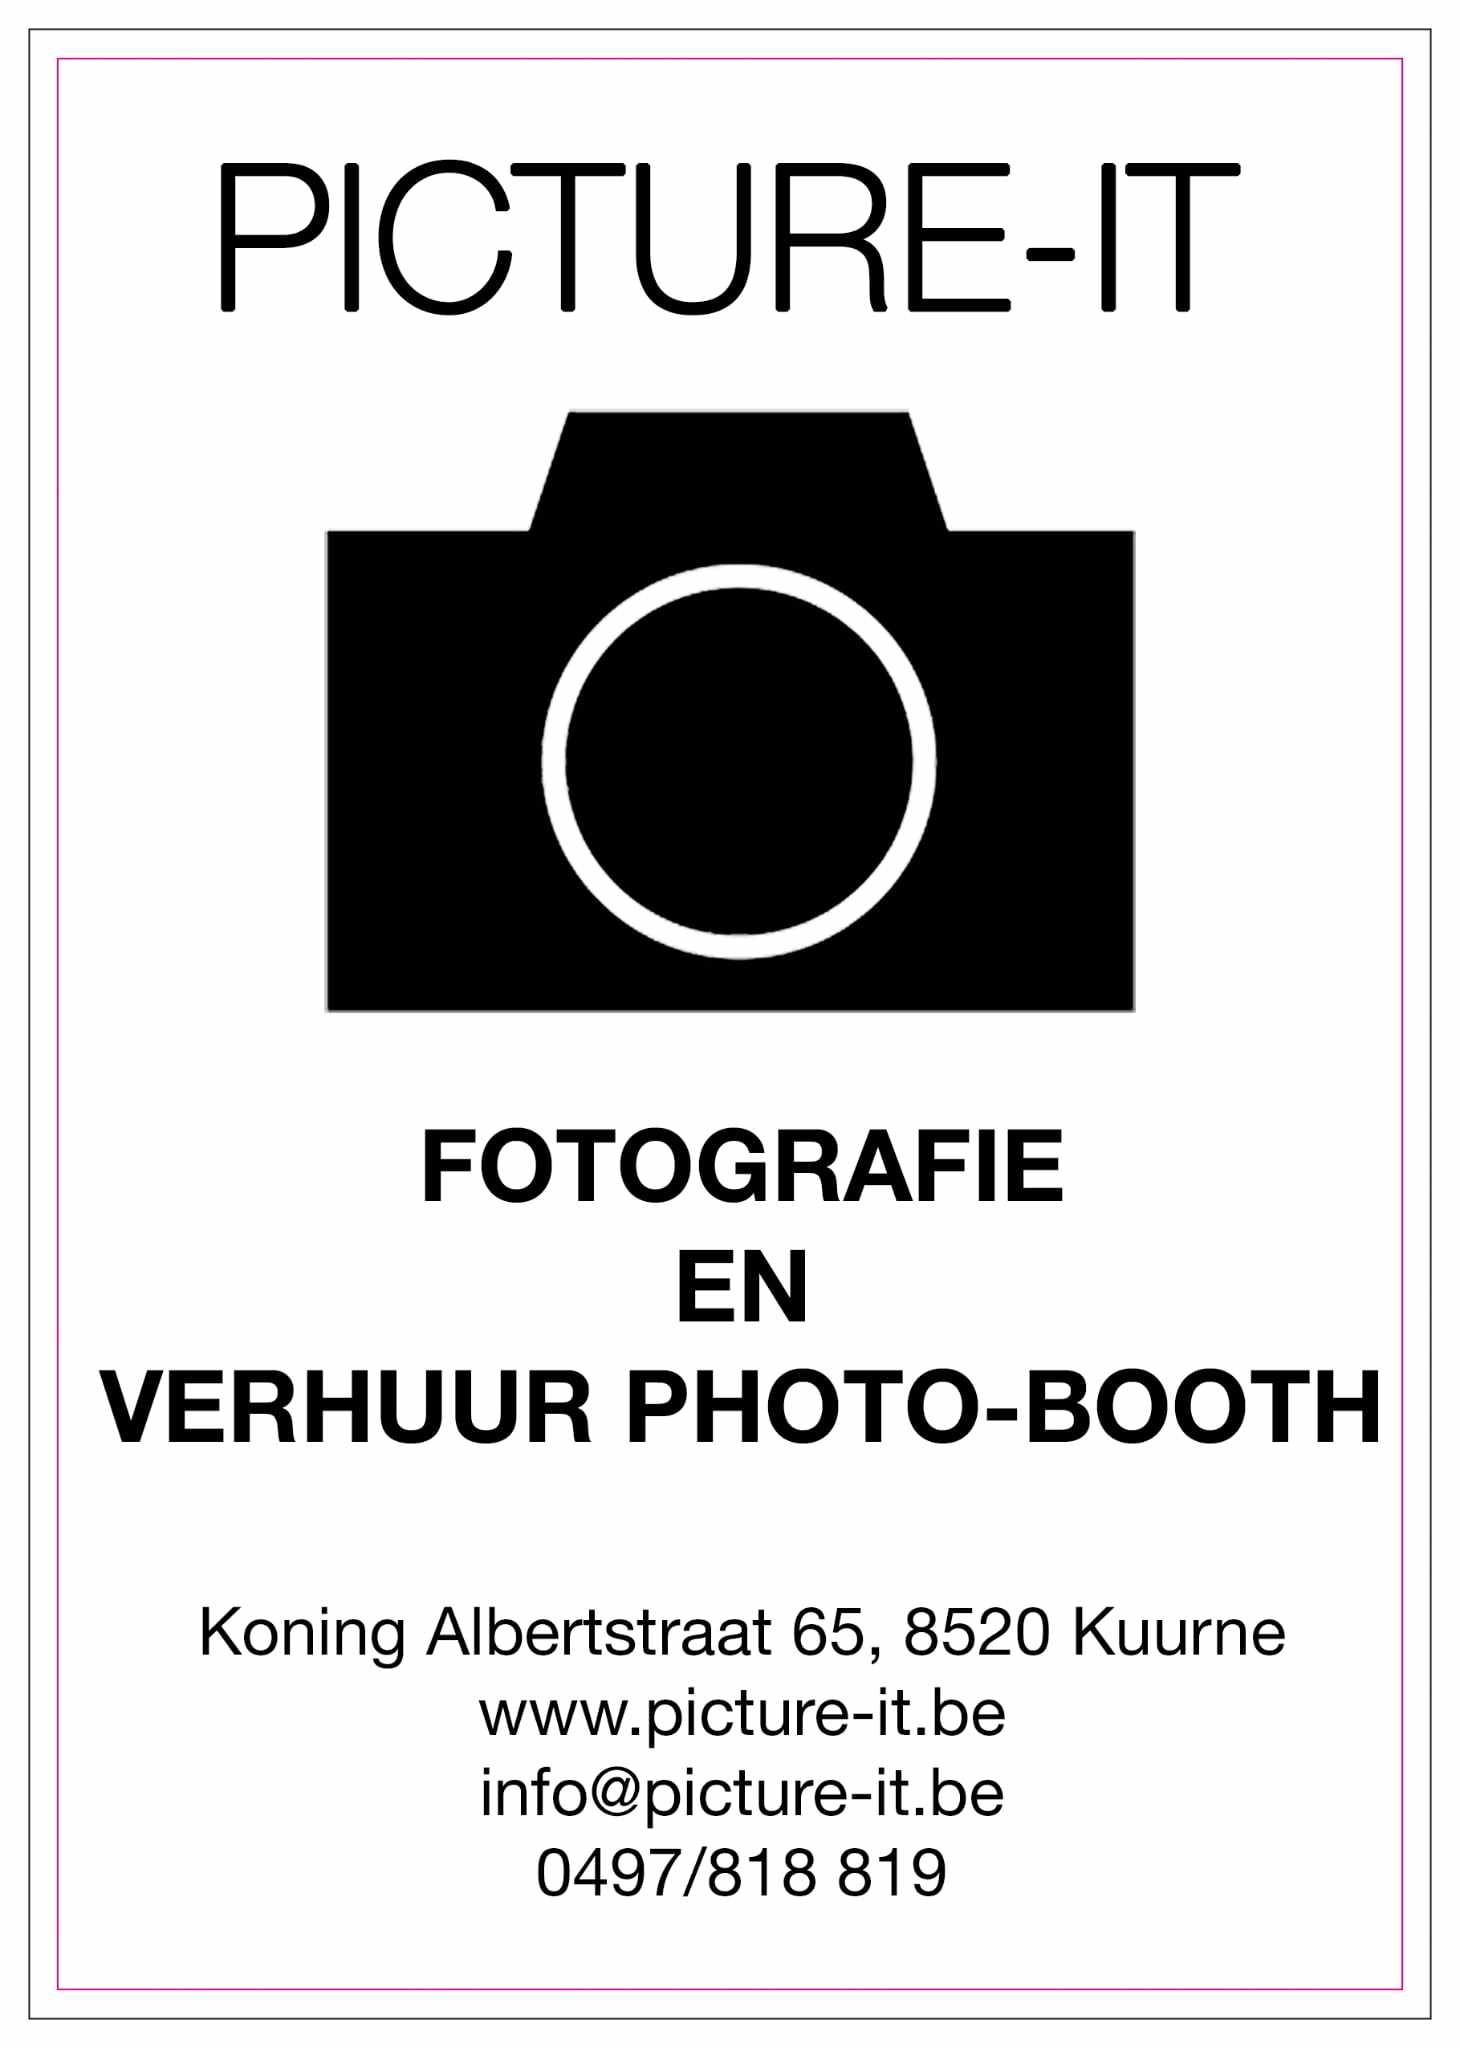 PICTURE-IT
FOTOGRAFIE
EN
VERHUUR PHOTO-BOOTH
Koning Albertstraat 65, 8520 Kuurne
www.picture-it.be
info@picture-it.be
0497/818 819